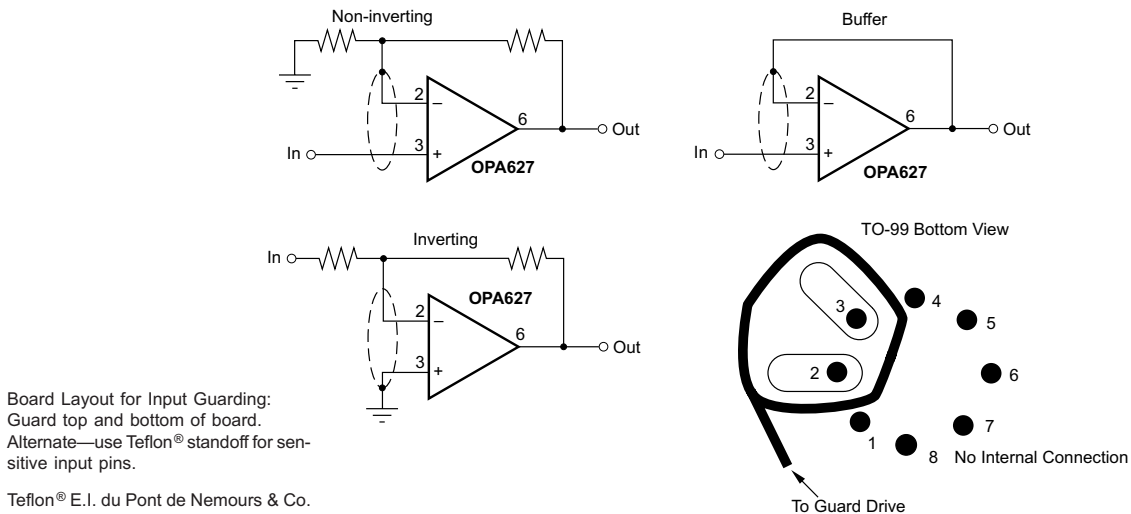 Non-inverting
2
–
3
+
6
In
Out
OPA627
Buffer
2
–
3
+
6
In
Out
OPA627
In
Inverting
OPA627
2
–
3
+
6
Out
TO-99 Bottom View
3
4
5
2
6
1
7
8 No Internal Connection
To Guard Drive
Board Layout for Input Guarding:
Guard top and bottom of board.
Alternate—use Teflon® standoff for sen-
sitive input pins.
Teflon® E.I. du Pont de Nemours & Co.